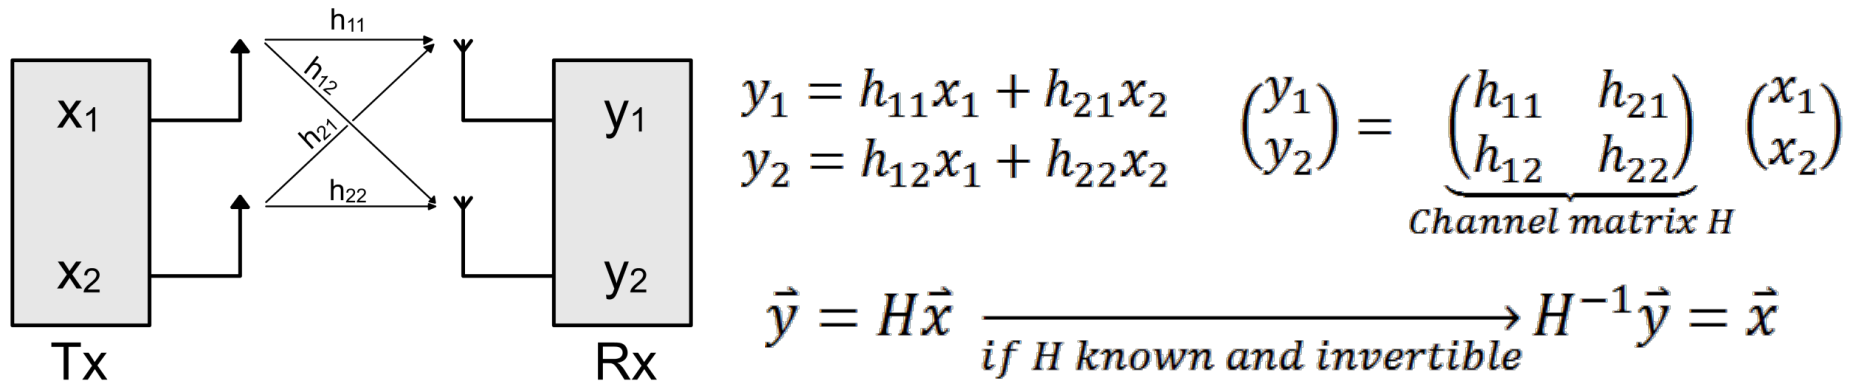 h₁₁
h₁₂
h₂₁
h₂₂
x₁
x₂
Tx
y₁
y₂
Rx
y₁ = h₁₁x₁ + h₂₁x₂
y₂ = h₁₂x₁ + h₂₂x₂
(y₁ y₂) = (h₁₁ h₂₁ h₁₂ h₂₂) (x₁ x₂)
Channel matrix H
y⃗ = Hx⃗ → H⁻¹y⃗ = x⃗
if H known and invertible